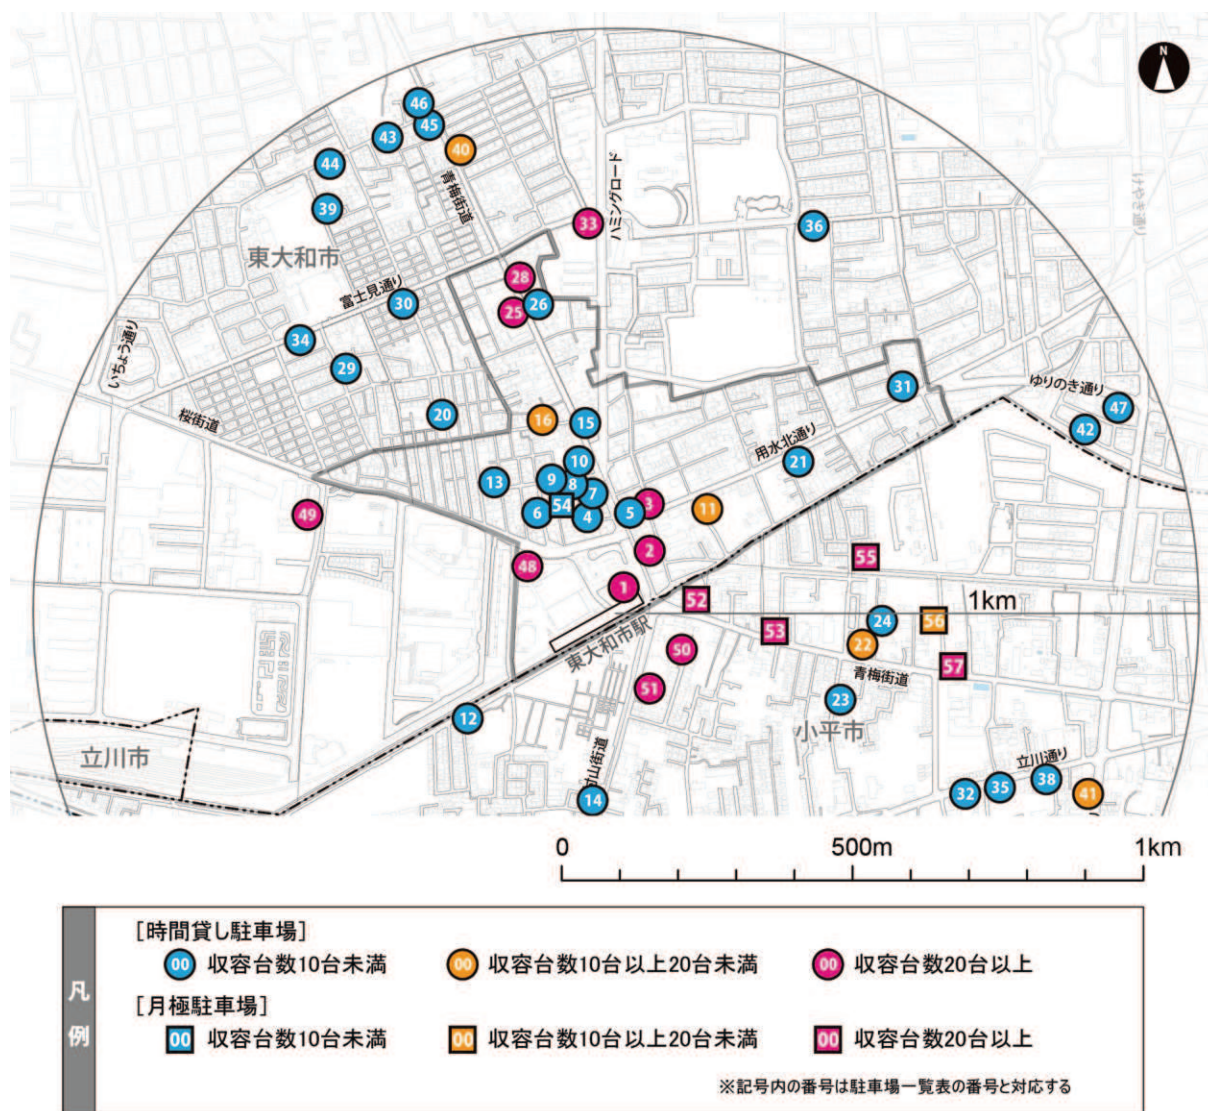 N
46
45
43
40
44
青梅街道
ハミングロード
けやき通り
39
33
36
東大和市
28
富士見通り
30
25
26
34
いちょう通り
29
31
ゆりのき通り
桜街道
20
16
15
47
42
用水北通り
10
21
13
9
8
7
49
6
54
4
5
3
11
48
2
55
1
52
1km
24
56
53
東大和市駅
50
22
57
青梅街道
51
23
12
小平市
立川市
立川通り
村山街道
14
32
35
38
41
0
500m
1km
凡例
［時間貸し駐車場］
00 収容台数10台未満
00 収容台数10台以上20台未満
00 収容台数20台以上
［月極駐車場］
00 収容台数10台未満
00 収容台数10台以上20台未満
00 収容台数20台以上
※記号内の番号は駐車場一覧表の番号と対応する